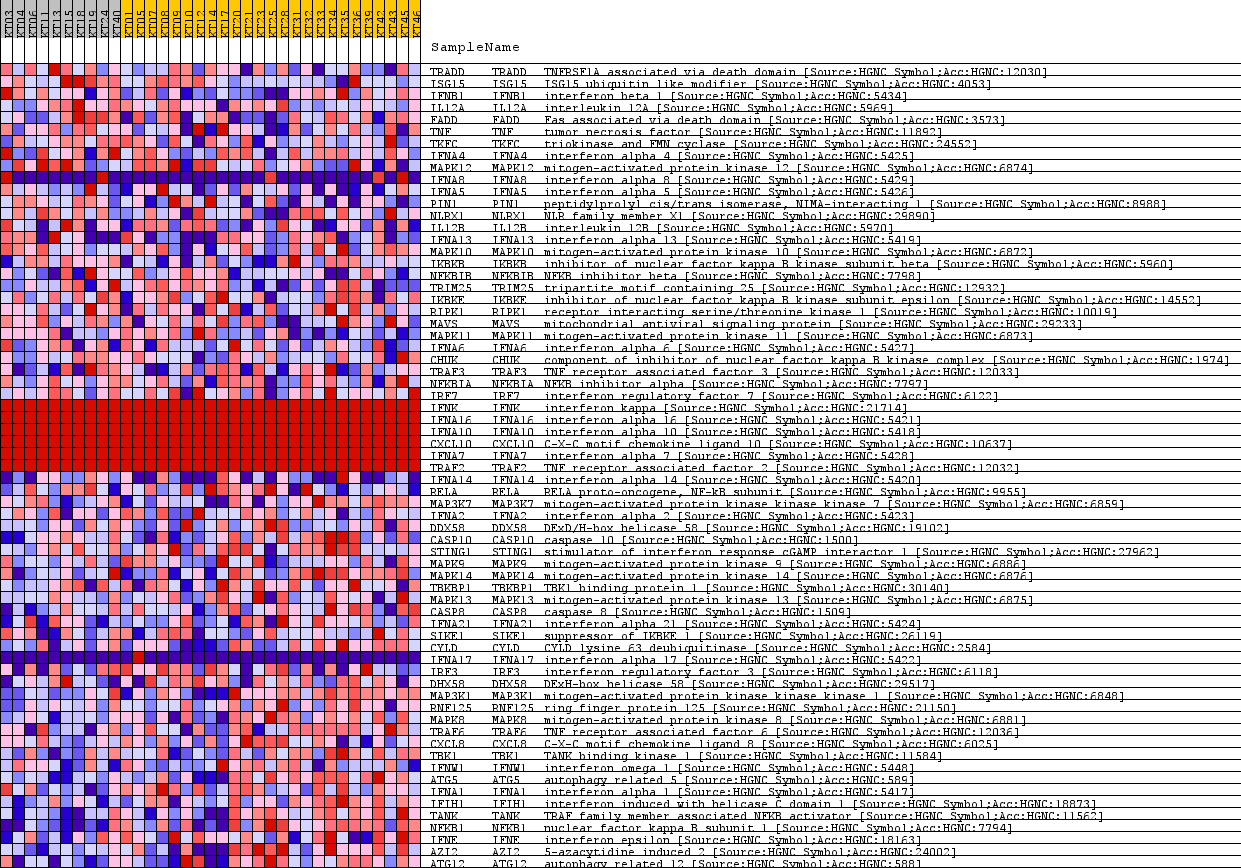 KT03 KT04 KT06 KT11 KT13 KT15 KT18 KT19 KT24 KT40 KT01 KT05 KT07 KT08 KT09 KT10 KT12 KT14 KT17 KT20 KT21 KT23 KT25 KT28 KT31 KT32 KT33 KT34 KT35 KT36 KT39 KT42 KT43 KT45 KT46
SampleName
TRADD TRADD TNFRSF1A associated via death domain [Source:HGNC Symbol;Acc:HGNC:12030]
ISG15 ISG15 ISG15 ubiquitin like modifier [Source:HGNC Symbol;Acc:HGNC:4053]
IFNB1 IFNB1 interferon beta 1 [Source:HGNC Symbol;Acc:HGNC:5434]
IL12A IL12A interleukin 12A [Source:HGNC Symbol;Acc:HGNC:5969]
FADD FADD Fas associated via death domain [Source:HGNC Symbol;Acc:HGNC:3573]
TNF TNF tumor necrosis factor [Source:HGNC Symbol;Acc:HGNC:11892]
TKFC TKFC triokinase and FMN cyclase [Source:HGNC Symbol;Acc:HGNC:24552]
IFNA4 IFNA4 interferon alpha 4 [Source:HGNC Symbol;Acc:HGNC:5425]
MAPK12 MAPK12 mitogen-activated protein kinase 12 [Source:HGNC Symbol;Acc:HGNC:6874]
IFNA8 IFNA8 interferon alpha 8 [Source:HGNC Symbol;Acc:HGNC:5429]
IFNA5 IFNA5 interferon alpha 5 [Source:HGNC Symbol;Acc:HGNC:5426]
PIN1 PIN1 peptidylprolyl cis/trans isomerase, NIMA-interacting 1 [Source:HGNC Symbol;Acc:HGNC:8988]
NLRX1 NLRX1 NLR family member X1 [Source:HGNC Symbol;Acc:HGNC:29890]
IL12B IL12B interleukin 12B [Source:HGNC Symbol;Acc:HGNC:5970]
IFNA13 IFNA13 interferon alpha 13 [Source:HGNC Symbol;Acc:HGNC:5419]
MAPK10 MAPK10 mitogen-activated protein kinase 10 [Source:HGNC Symbol;Acc:HGNC:6872]
IKBKB IKBKB inhibitor of nuclear factor kappa B kinase subunit beta [Source:HGNC Symbol;Acc:HGNC:5960]
NFKBIB NFKBIB NFKB inhibitor beta [Source:HGNC Symbol;Acc:HGNC:7798]
TRIM25 TRIM25 tripartite motif containing 25 [Source:HGNC Symbol;Acc:HGNC:12932]
IKBKE IKBKE inhibitor of nuclear factor kappa B kinase subunit epsilon [Source:HGNC Symbol;Acc:HGNC:14552]
RIPK1 RIPK1 receptor interacting serine/threonine kinase 1 [Source:HGNC Symbol;Acc:HGNC:10019]
MAVS MAVS mitochondrial antiviral signaling protein [Source:HGNC Symbol;Acc:HGNC:29233]
MAPK11 MAPK11 mitogen-activated protein kinase 11 [Source:HGNC Symbol;Acc:HGNC:6873]
IFNA6 IFNA6 interferon alpha 6 [Source:HGNC Symbol;Acc:HGNC:5427]
CHUK CHUK component of inhibitor of nuclear factor kappa B kinase complex [Source:HGNC Symbol;Acc:HGNC:1974]
TRAF3 TRAF3 TNF receptor associated factor 3 [Source:HGNC Symbol;Acc:HGNC:12033]
NFKBIA NFKBIA NFKB inhibitor alpha [Source:HGNC Symbol;Acc:HGNC:7797]
IRF7 IRF7 interferon regulatory factor 7 [Source:HGNC Symbol;Acc:HGNC:6122]
IFNK IFNK interferon kappa [Source:HGNC Symbol;Acc:HGNC:21714]
IFNA16 IFNA16 interferon alpha 16 [Source:HGNC Symbol;Acc:HGNC:5421]
IFNA10 IFNA10 interferon alpha 10 [Source:HGNC Symbol;Acc:HGNC:5418]
CXCL10 CXCL10 C-X-C motif chemokine ligand 10 [Source:HGNC Symbol;Acc:HGNC:10637]
IFNA7 IFNA7 interferon alpha 7 [Source:HGNC Symbol;Acc:HGNC:5428]
TRAF2 TRAF2 TNF receptor associated factor 2 [Source:HGNC Symbol;Acc:HGNC:12032]
IFNA14 IFNA14 interferon alpha 14 [Source:HGNC Symbol;Acc:HGNC:5420]
RELA RELA RELA proto-oncogene, NF-kB subunit [Source:HGNC Symbol;Acc:HGNC:9955]
MAP3K7 MAP3K7 mitogen-activated protein kinase kinase kinase 7 [Source:HGNC Symbol;Acc:HGNC:6859]
IFNA2 IFNA2 interferon alpha 2 [Source:HGNC Symbol;Acc:HGNC:5423]
DDX58 DDX58 DExD/H-box helicase 58 [Source:HGNC Symbol;Acc:HGNC:19102]
CASP10 CASP10 caspase 10 [Source:HGNC Symbol;Acc:HGNC:1500]
STING1 STING1 stimulator of interferon response cGAMP interactor 1 [Source:HGNC Symbol;Acc:HGNC:27962]
MAPK9 MAPK9 mitogen-activated protein kinase 9 [Source:HGNC Symbol;Acc:HGNC:6886]
MAPK14 MAPK14 mitogen-activated protein kinase 14 [Source:HGNC Symbol;Acc:HGNC:6876]
TBKBP1 TBKBP1 TBK1 binding protein 1 [Source:HGNC Symbol;Acc:HGNC:30140]
MAPK13 MAPK13 mitogen-activated protein kinase 13 [Source:HGNC Symbol;Acc:HGNC:6875]
CASP8 CASP8 caspase 8 [Source:HGNC Symbol;Acc:HGNC:1509]
IFNA21 IFNA21 interferon alpha 21 [Source:HGNC Symbol;Acc:HGNC:5424]
SIKE1 SIKE1 suppressor of IKBKE 1 [Source:HGNC Symbol;Acc:HGNC:26119]
CYLD CYLD CYLD lysine 63 deubiquitinase [Source:HGNC Symbol;Acc:HGNC:2584]
IFNA17 IFNA17 interferon alpha 17 [Source:HGNC Symbol;Acc:HGNC:5422]
IRF3 IRF3 interferon regulatory factor 3 [Source:HGNC Symbol;Acc:HGNC:6118]
DHX58 DHX58 DExH-box helicase 58 [Source:HGNC Symbol;Acc:HGNC:29517]
MAP3K1 MAP3K1 mitogen-activated protein kinase kinase kinase 1 [Source:HGNC Symbol;Acc:HGNC:6848]
RNF125 RNF125 ring finger protein 125 [Source:HGNC Symbol;Acc:HGNC:21150]
MAPK8 MAPK8 mitogen-activated protein kinase 8 [Source:HGNC Symbol;Acc:HGNC:6881]
TRAF6 TRAF6 TNF receptor associated factor 6 [Source:HGNC Symbol;Acc:HGNC:12036]
CXCL8 CXCL8 C-X-C motif chemokine ligand 8 [Source:HGNC Symbol;Acc:HGNC:6025]
TBK1 TBK1 TANK binding kinase 1 [Source:HGNC Symbol;Acc:HGNC:11584]
IFNW1 IFNW1 interferon omega 1 [Source:HGNC Symbol;Acc:HGNC:5448]
ATG5 ATG5 autophagy related 5 [Source:HGNC Symbol;Acc:HGNC:589]
IFNA1 IFNA1 interferon alpha 1 [Source:HGNC Symbol;Acc:HGNC:5417]
IFIH1 IFIH1 interferon induced with helicase C domain 1 [Source:HGNC Symbol;Acc:HGNC:18873]
TANK TANK TRAF family member associated NFKB activator [Source:HGNC Symbol;Acc:HGNC:11562]
NFKB1 NFKB1 nuclear factor kappa B subunit 1 [Source:HGNC Symbol;Acc:HGNC:7794]
IFNE IFNE interferon epsilon [Source:HGNC Symbol;Acc:HGNC:18163]
AZI2 AZI2 5-azacytidine induced 2 [Source:HGNC Symbol;Acc:HGNC:24002]
ATG12 ATG12 autophagy related 12 [Source:HGNC Symbol;Acc:HGNC:588]